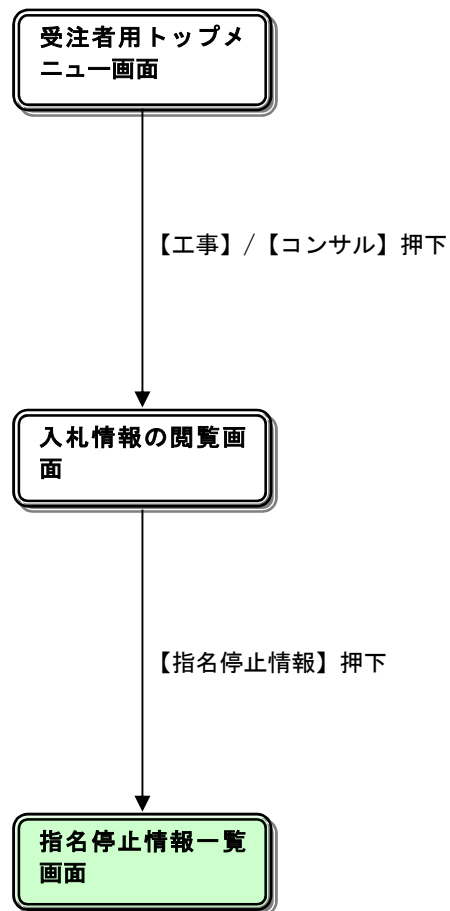 受注者用トップメ
ニュー画面
【工事】/【コンサル】押下
入札情報の閲覧画
面
【指名停止情報】押下
指名停止情報一覧
画面